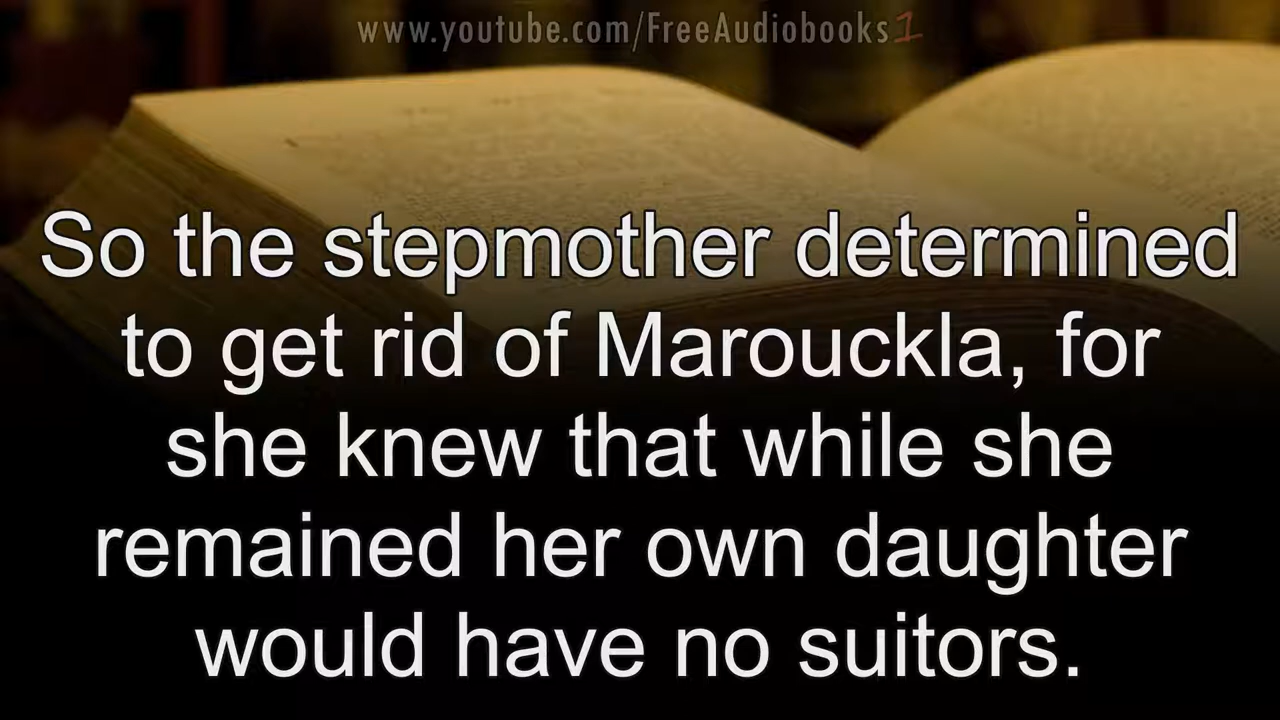 www.youtube.com/FreeAudiobooks1
So the stepmother determined
to get rid of Marouckla, for
she knew that while she
remained her own daughter
would have no suitors.